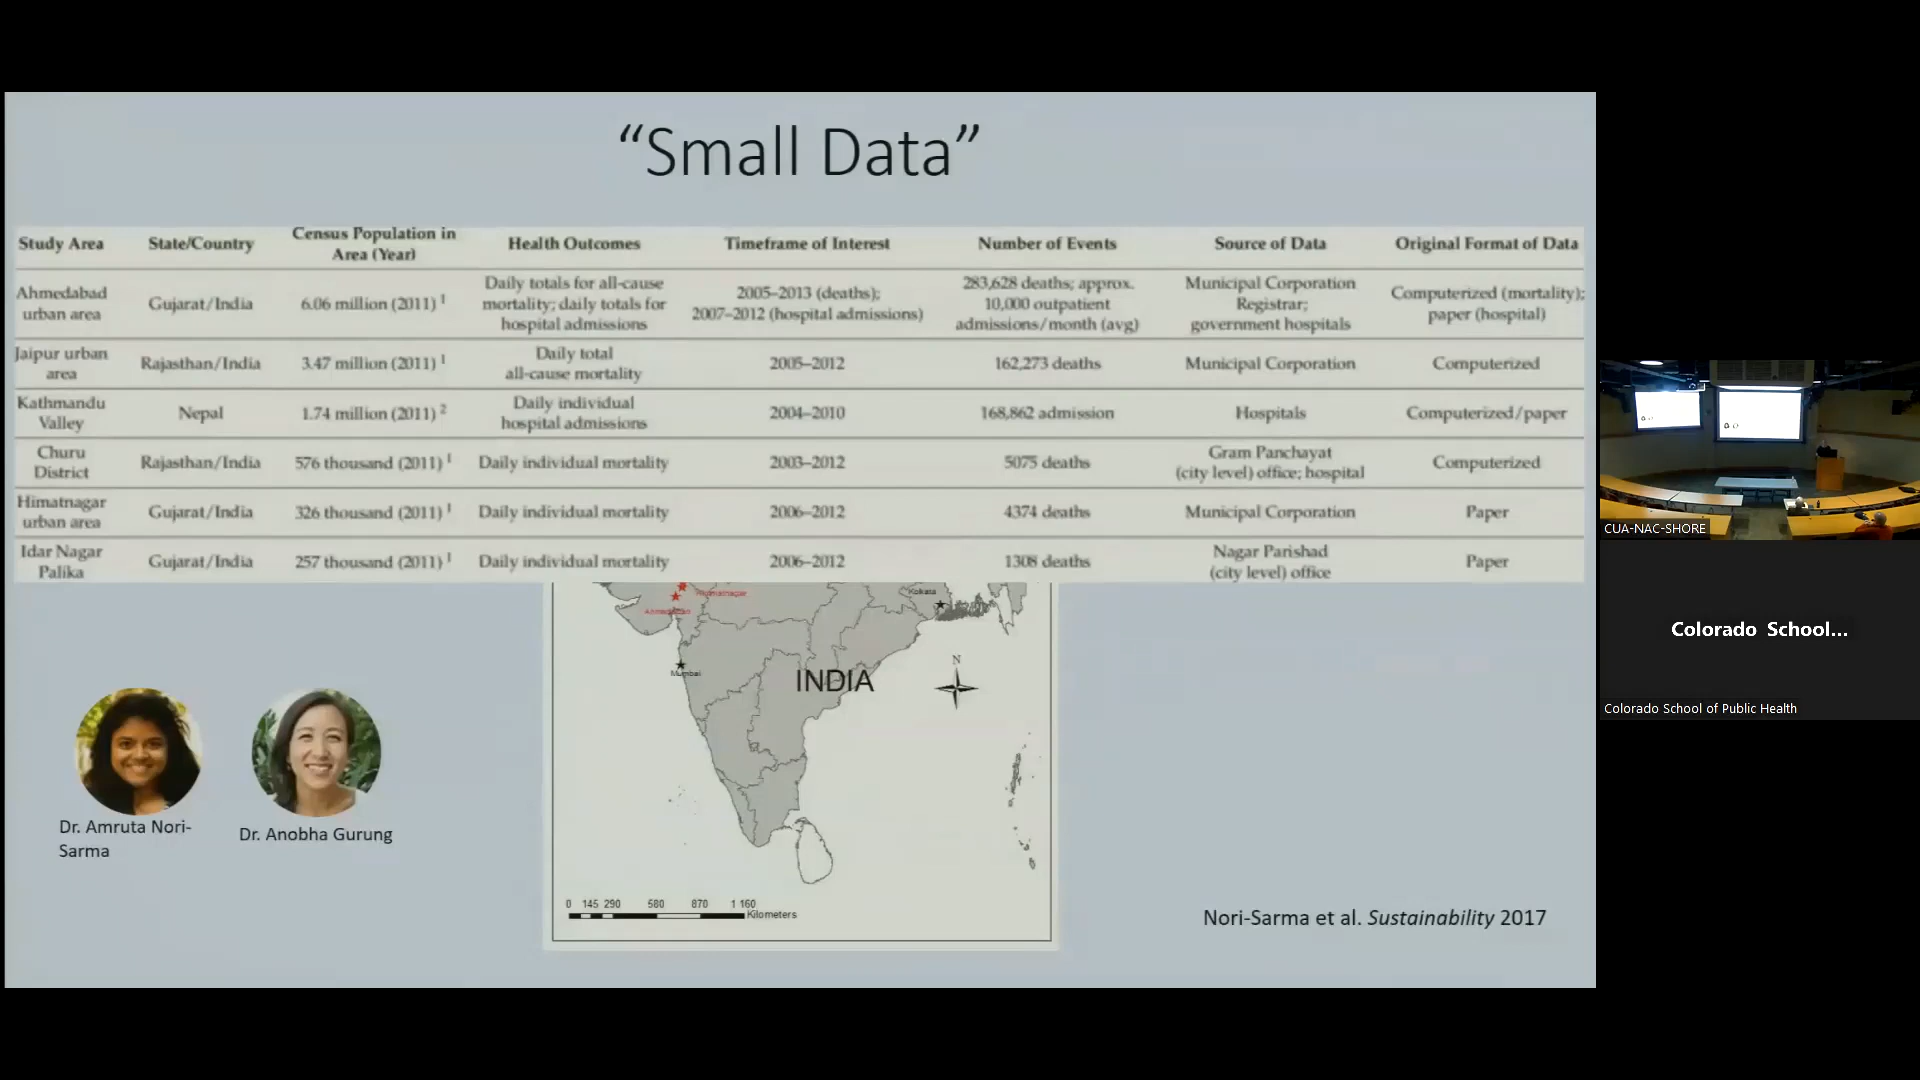 “Small Data”
Study Area State/Country Census Population in Area (Year) Health Outcomes Timeframe of Interest Number of Events Source of Data Original Format of Data
Ahmedabad urban area Gujarat/India 6.06 million (2011) 1 Daily totals for all-cause mortality; daily totals for hospital admissions 2005–2013 (deaths); 2007–2012 (hospital admissions) 283,628 deaths; approx. 10,000 outpatient admissions/month (avg) Municipal Corporation Registrar; government hospitals Computerized (mortality); paper (hospital)
Jaipur urban area Rajasthan/India 3.47 million (2011) 1 Daily total all-cause mortality 2005–2012 162,273 deaths Municipal Corporation Computerized
Kathmandu Valley Nepal 1.74 million (2011) 2 Daily individual hospital admissions 2004–2010 168,862 admission Hospitals Computerized/paper
Churu District Rajasthan/India 576 thousand (2011) 1 Daily individual mortality 2003–2012 5075 deaths Gram Panchayat (city level) office; hospital Computerized
Himatnagar urban area Gujarat/India 326 thousand (2011) 1 Daily individual mortality 2006–2012 4374 deaths Municipal Corporation Paper
Idar Nagar Palika Gujarat/India 257 thousand (2011) 1 Daily individual mortality 2006–2012 1308 deaths Nagar Parishad (city level) office Paper
Himatnagar
Kolkata
Ahmedabad
N
Mumbai
INDIA
0 145 290 580 870 1 160
Kilometers
Dr. Amruta Nori-
Sarma
Dr. Anobha Gurung
Nori-Sarma et al. Sustainability 2017
CUA-NAC-SHORE
Colorado School...
Colorado School of Public Health